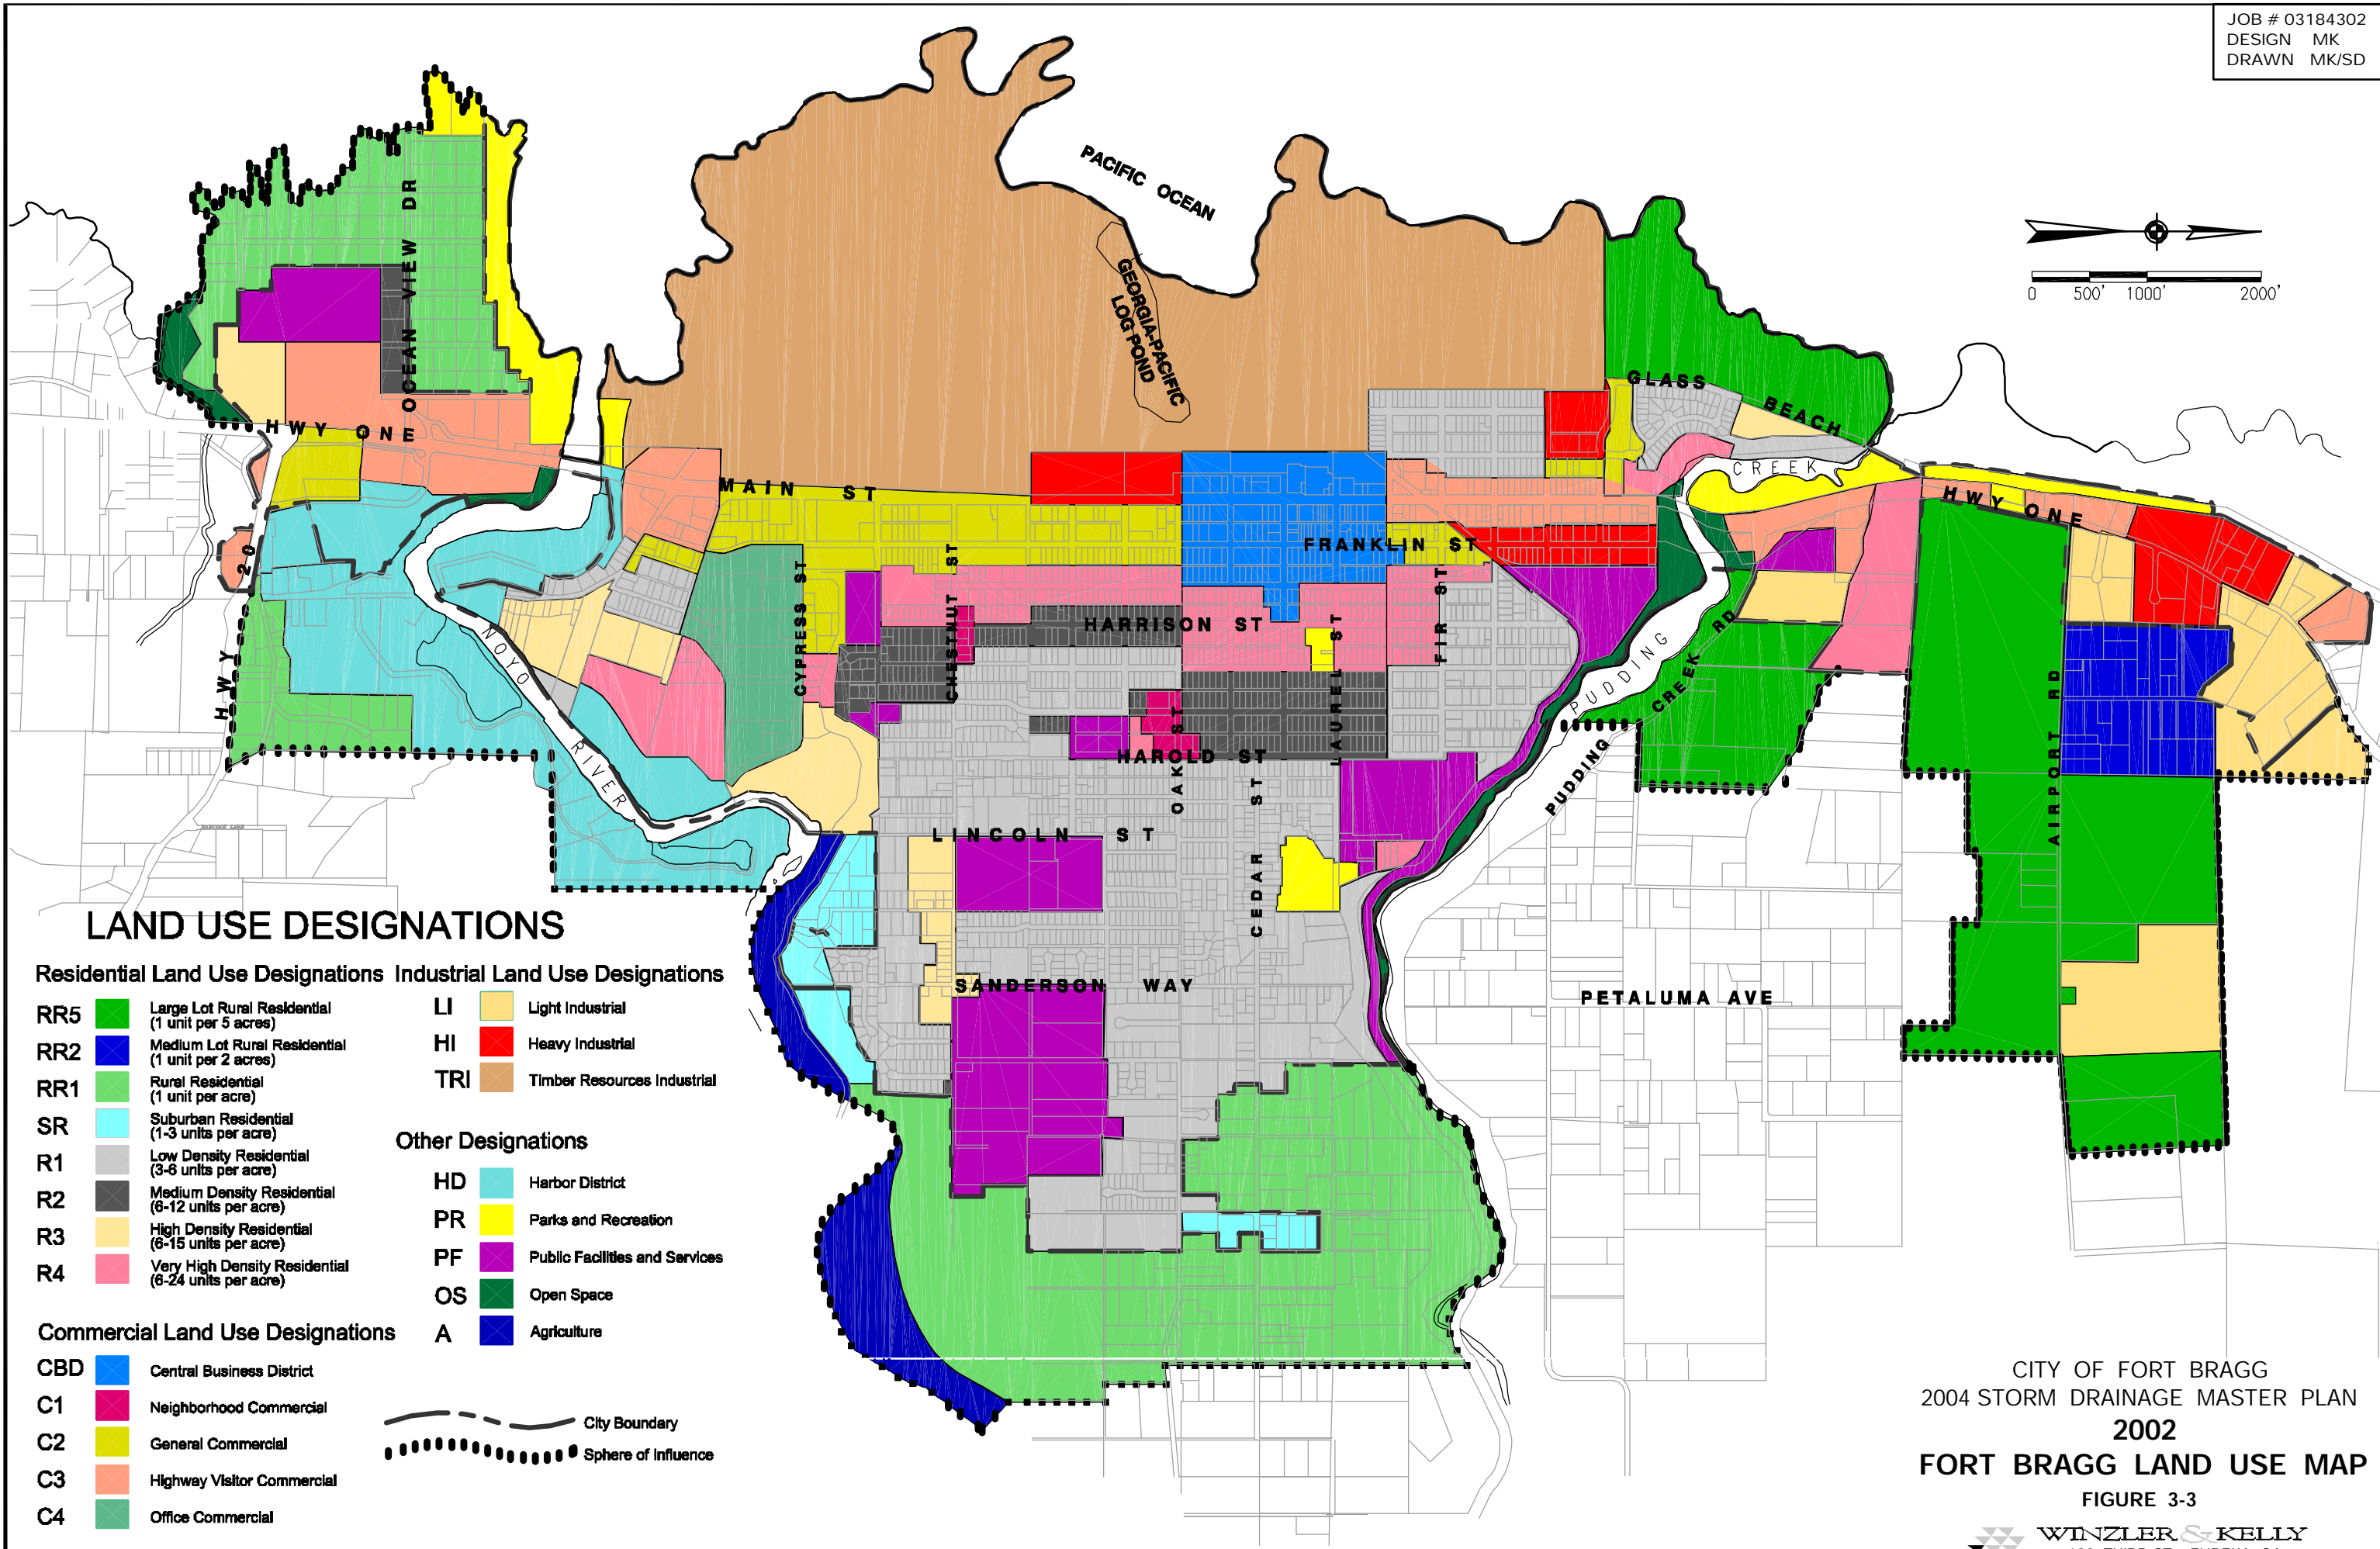 JOB # 03184302
DESIGN MK
DRAWN MK/SD
PACIFIC OCEAN
GEORGIA-PACIFIC
LOG POND
0 500' 1000' 2000'
OCEAN VIEW DR
HWY ONE
GLASS BEACH
CREEK
HWY ONE
MAIN ST
FRANKLIN ST
HWY 20
NOYO RIVER
CYPRESS ST
CHESTNUT ST
HARRISON ST
LAUREL ST
FIR ST
PUDDING
CREEK RD
PUDDING
AIRPORT RD
HAROLD ST
OAK ST
CEDAR ST
LINCOLN ST
SANDERSON WAY
PETALUMA AVE
LAND USE DESIGNATIONS
Residential Land Use Designations
RR5 Large Lot Rural Residential
(1 unit per 5 acres)
RR2 Medium Lot Rural Residential
(1 unit per 2 acres)
RR1 Rural Residential
(1 unit per acre)
SR Suburban Residential
(1-3 units per acre)
R1 Low Density Residential
(3-6 units per acre)
R2 Medium Density Residential
(6-12 units per acre)
R3 High Density Residential
(6-15 units per acre)
R4 Very High Density Residential
(6-24 units per acre)
Commercial Land Use Designations
CBD Central Business District
C1 Neighborhood Commercial
C2 General Commercial
C3 Highway Visitor Commercial
C4 Office Commercial
Industrial Land Use Designations
LI Light Industrial
HI Heavy Industrial
TRI Timber Resources Industrial
Other Designations
HD Harbor District
PR Parks and Recreation
PF Public Facilities and Services
OS Open Space
A Agriculture
City Boundary
Sphere of Influence
CITY OF FORT BRAGG
2004 STORM DRAINAGE MASTER PLAN
2002
FORT BRAGG LAND USE MAP
FIGURE 3-3
WINZLER & KELLY